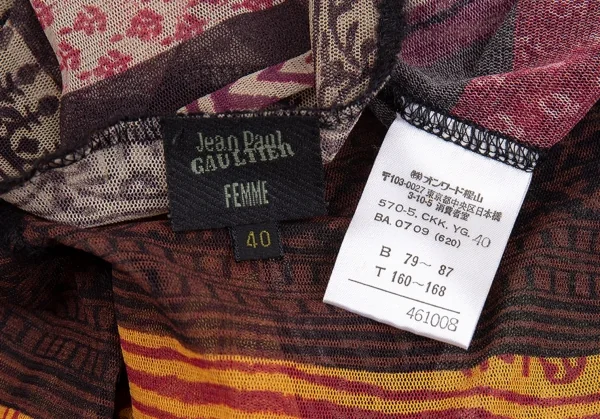 Jean Paul
GAULTIER
FEMME
40
㈱オンワード樫山
〒103-0027 東京都中央区日本橋
3-10-5 消費者室
570-5. CKK. YG. 40
BA. 0709 (620)
B 79~ 87
T 160~168
461008